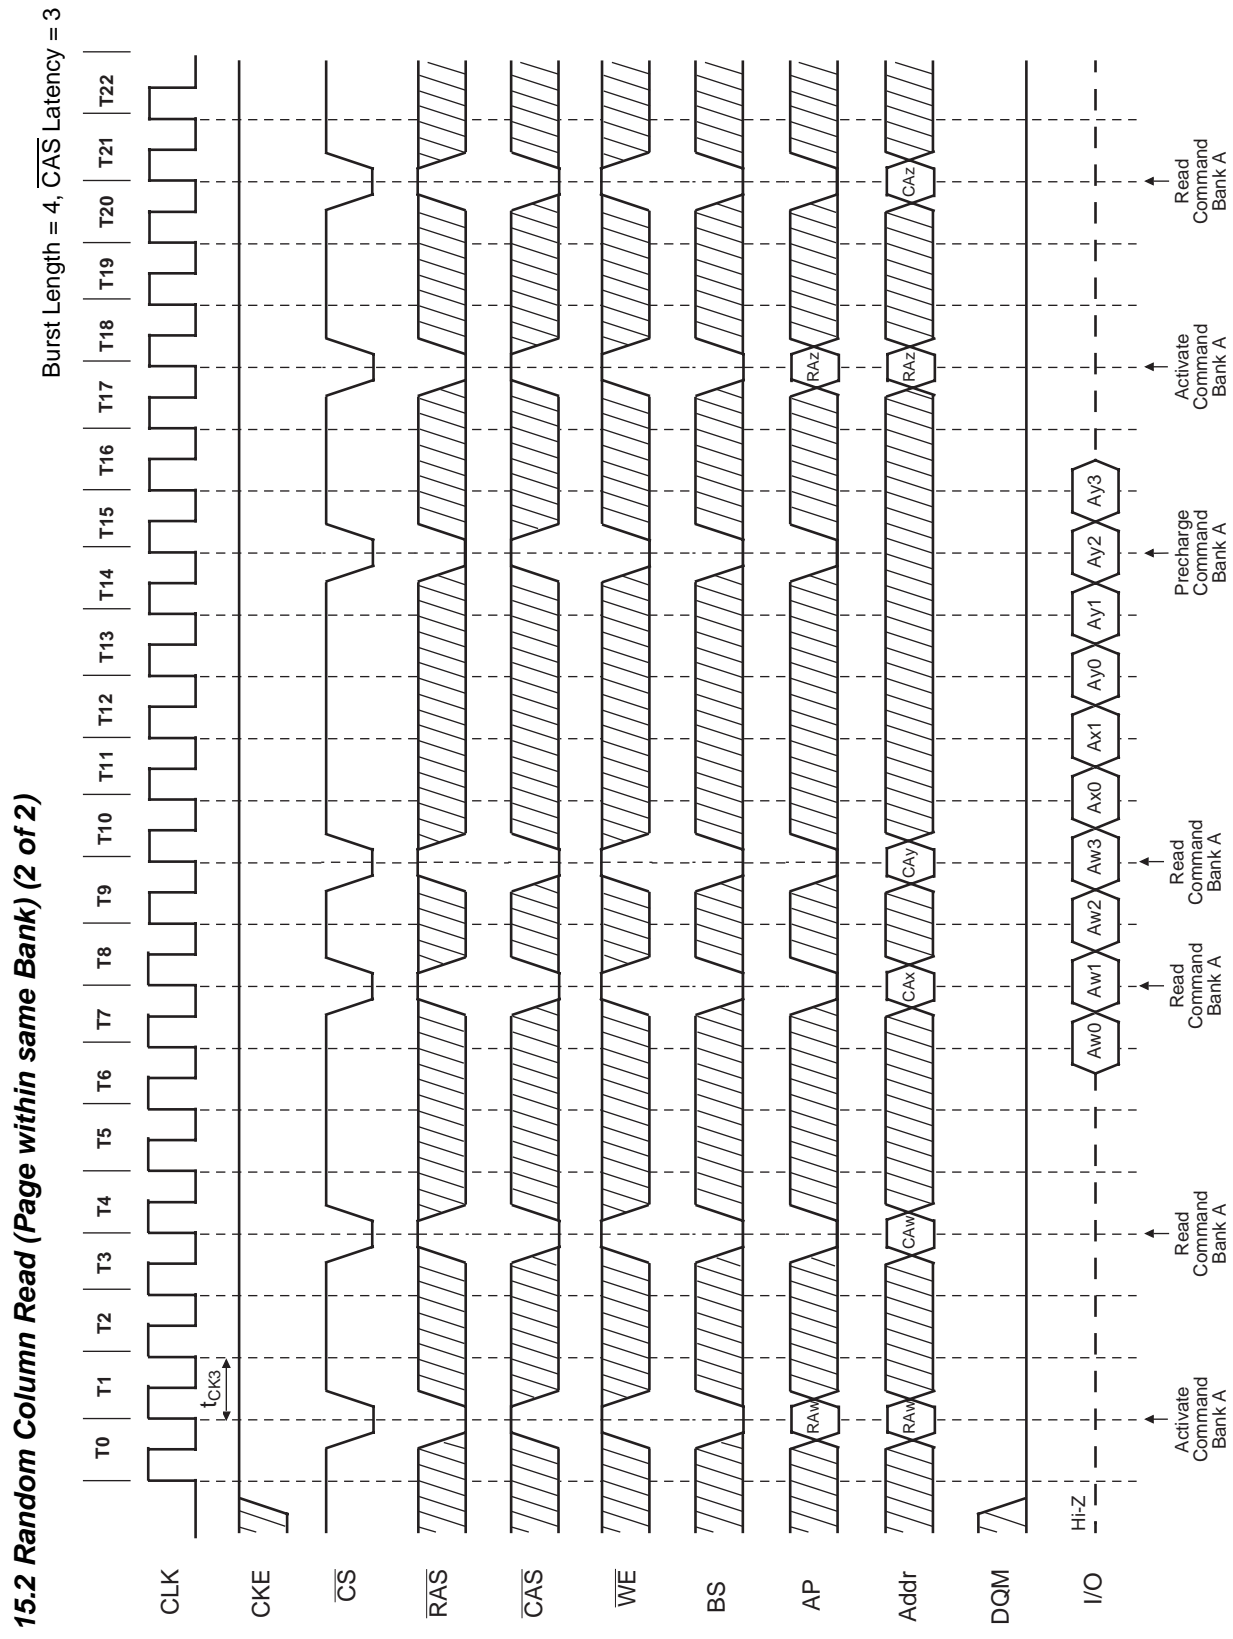 15.2 Random Column Read (Page within same Bank) (2 of 2)
Burst Length = 4, CAS Latency = 3
T0 T1 T2 T3 T4 T5 T6 T7 T8 T9 T10 T11 T12 T13 T14 T15 T16 T17 T18 T19 T20 T21 T22
CLK
tCK3
CKE
CS
RAS
CAS
WE
BS
AP
RAw RAz
Addr
RAw CAw CAx CAy RAz CAz
DQM
I/O
Hi-Z
Aw0 Aw1 Aw2 Aw3 Ax0 Ax1 Ay0 Ay1 Ay2 Ay3
Activate
Command
Bank A
Read
Command
Bank A
Read
Command
Bank A
Read
Command
Bank A
Precharge
Command
Bank A
Activate
Command
Bank A
Read
Command
Bank A